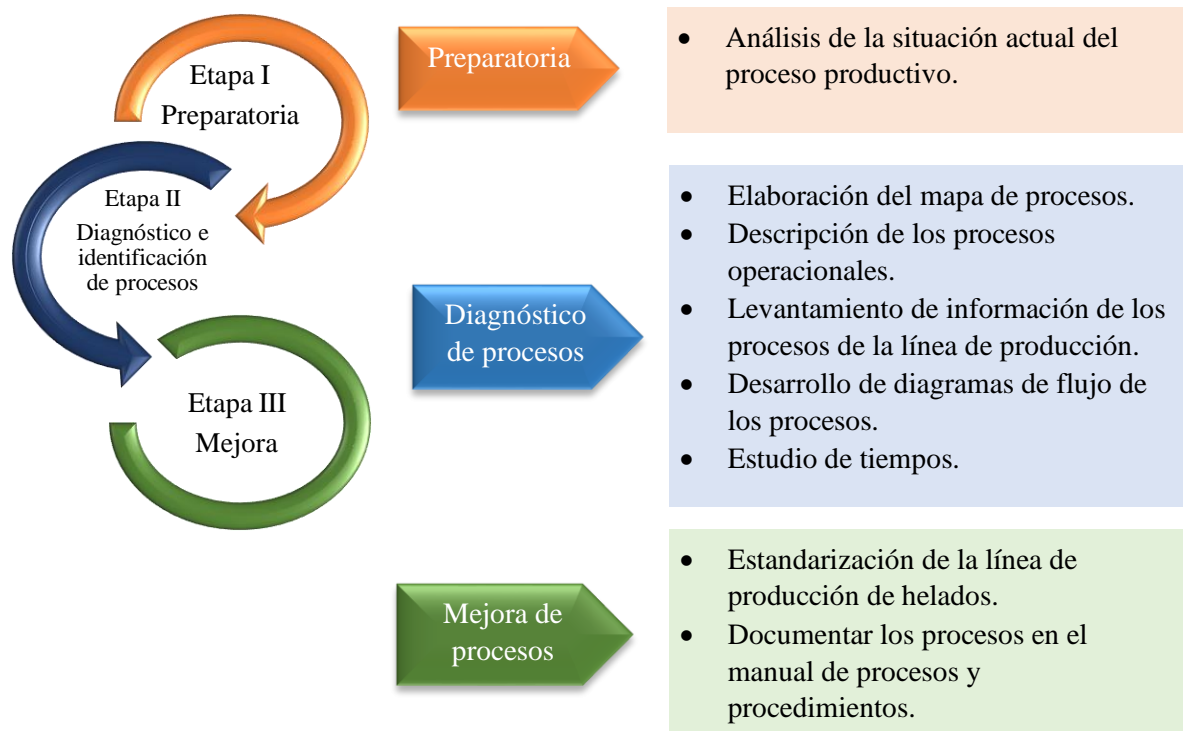 Etapa I
Preparatoria
Etapa II
Diagnóstico e
identificación
de procesos
Etapa III
Mejora
Preparatoria
• Análisis de la situación actual del
proceso productivo.
Diagnóstico
de procesos
• Elaboración del mapa de procesos.
• Descripción de los procesos
operacionales.
• Levantamiento de información de los
procesos de la línea de producción.
• Desarrollo de diagramas de flujo de
los procesos.
• Estudio de tiempos.
Mejora de
procesos
• Estandarización de la línea de
producción de helados.
• Documentar los procesos en el
manual de procesos y
procedimientos.